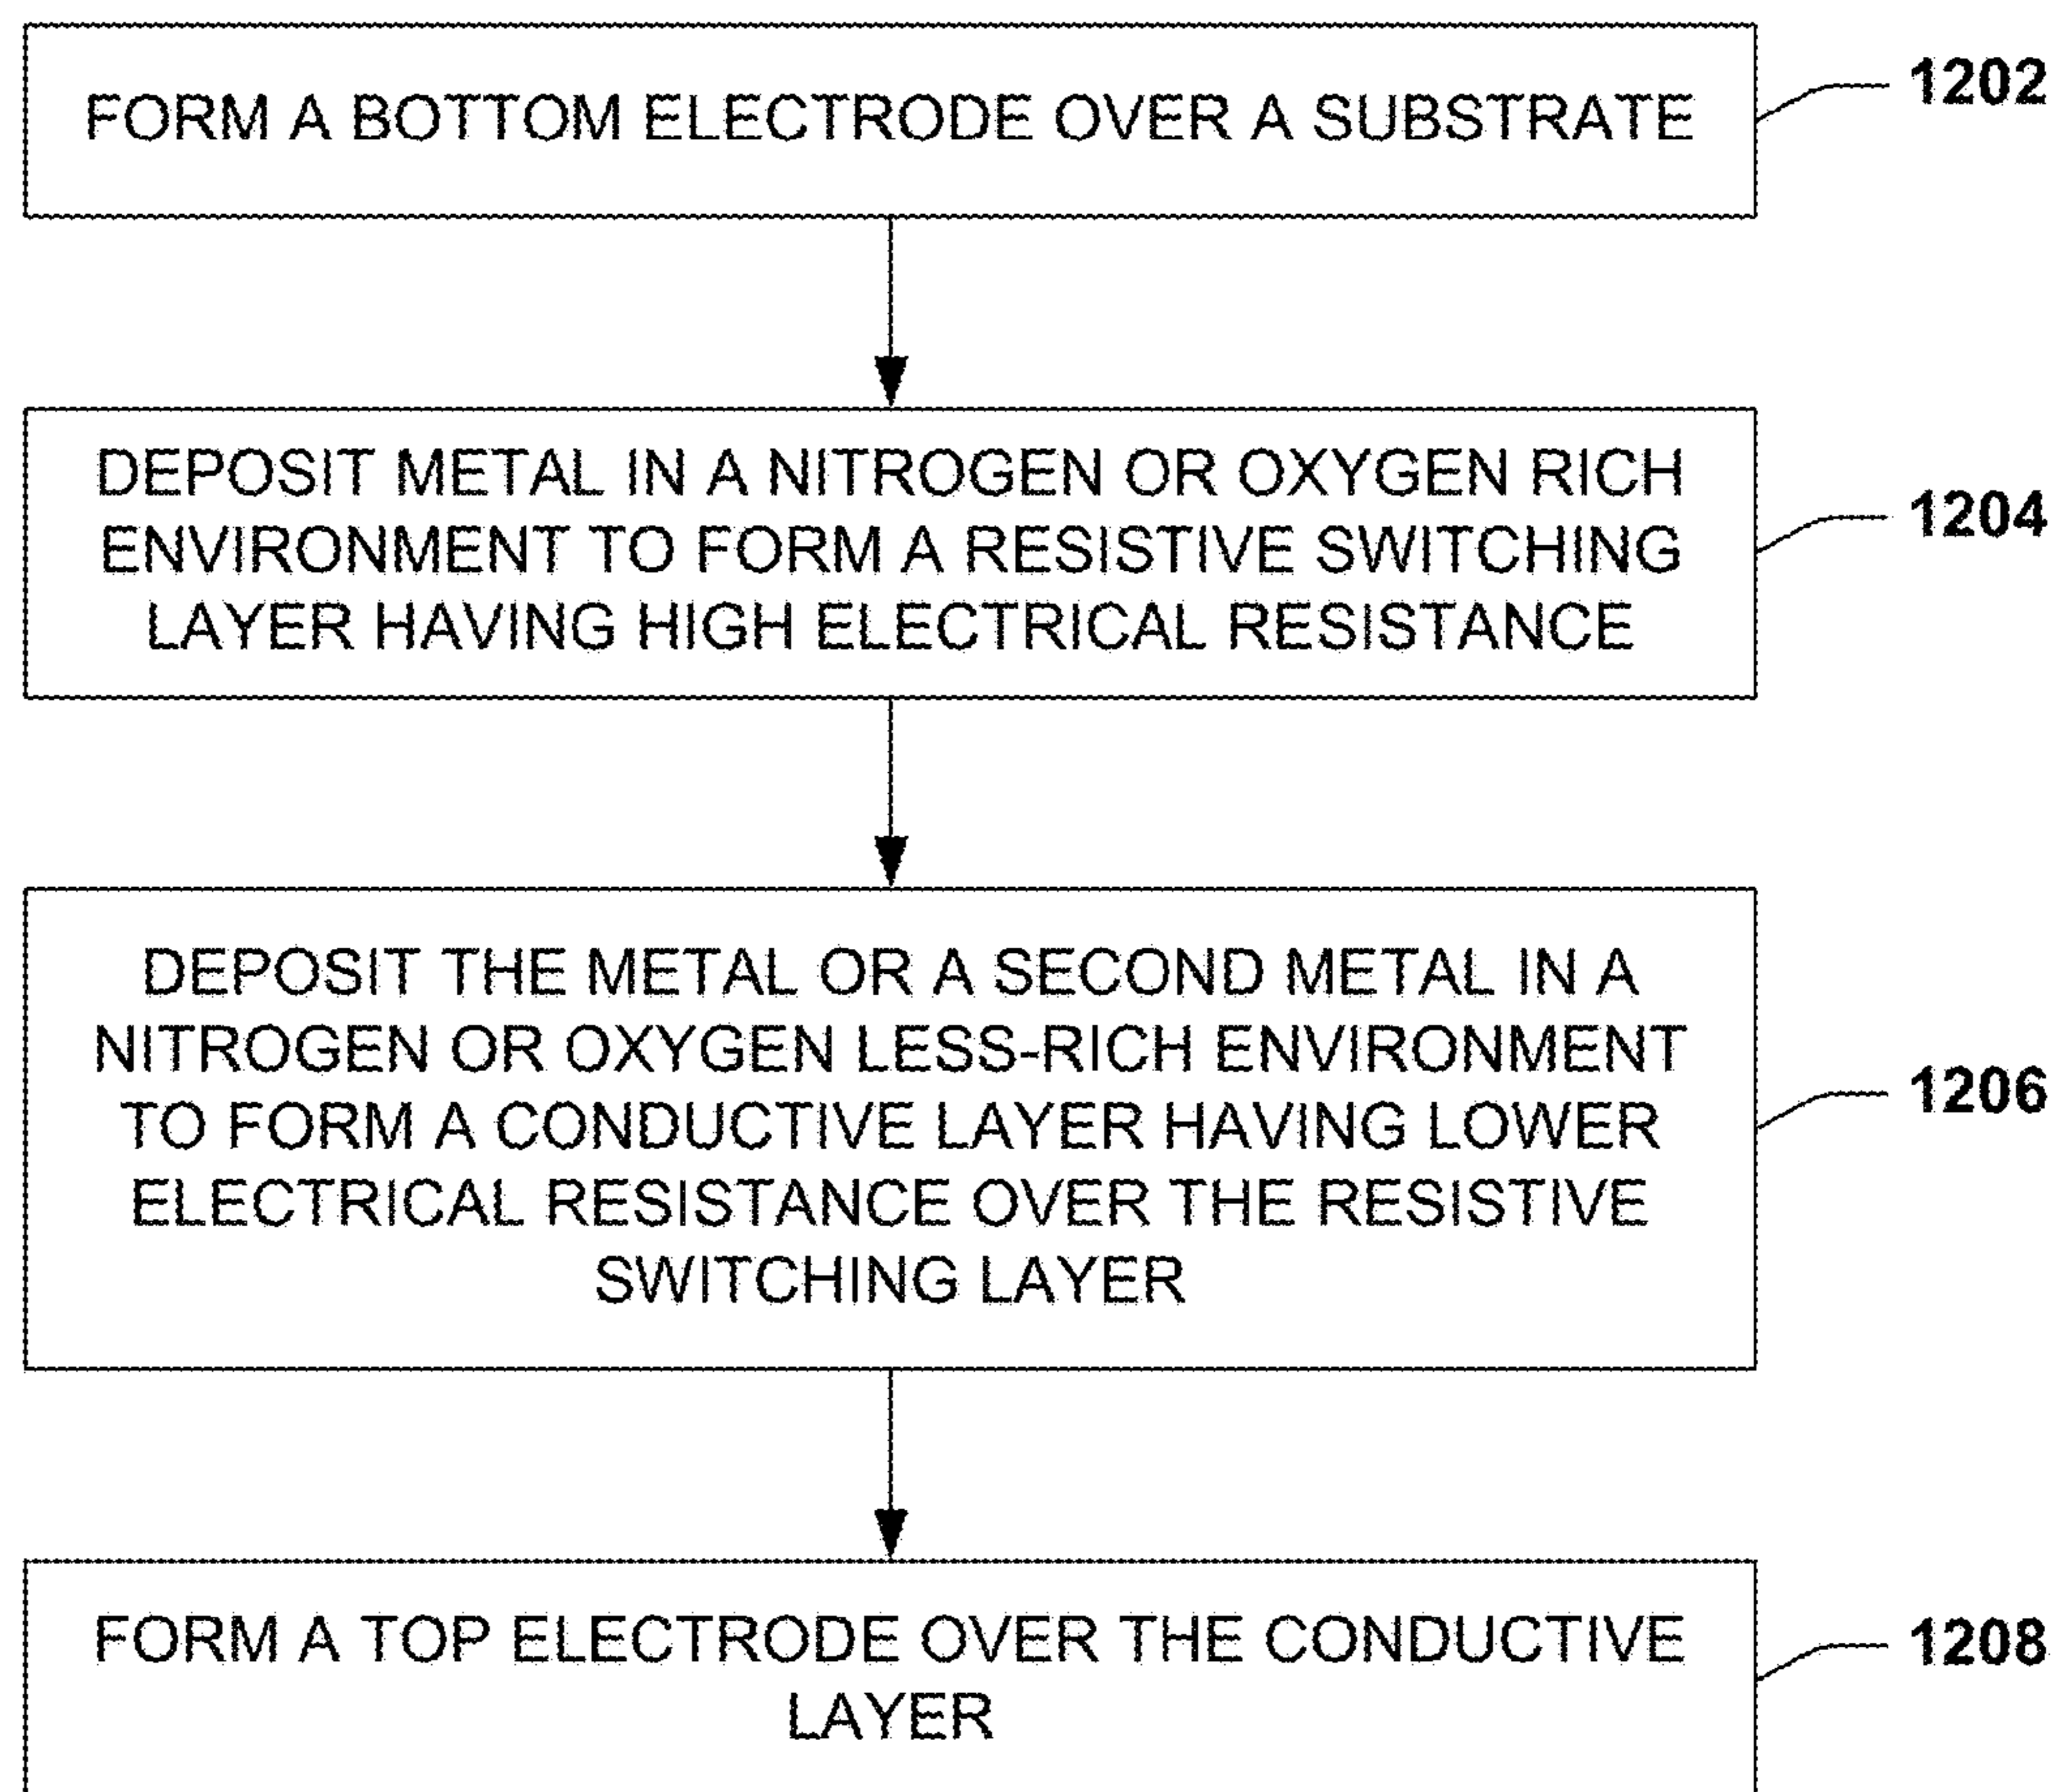 FORM A BOTTOM ELECTRODE OVER A SUBSTRATE
1202
DEPOSIT METAL IN A NITROGEN OR OXYGEN RICH
ENVIRONMENT TO FORM A RESISTIVE SWITCHING
LAYER HAVING HIGH ELECTRICAL RESISTANCE
1204
DEPOSIT THE METAL OR A SECOND METAL IN A
NITROGEN OR OXYGEN LESS-RICH ENVIRONMENT
TO FORM A CONDUCTIVE LAYER HAVING LOWER
ELECTRICAL RESISTANCE OVER THE RESISTIVE
SWITCHING LAYER
1206
FORM A TOP ELECTRODE OVER THE CONDUCTIVE
LAYER
1208